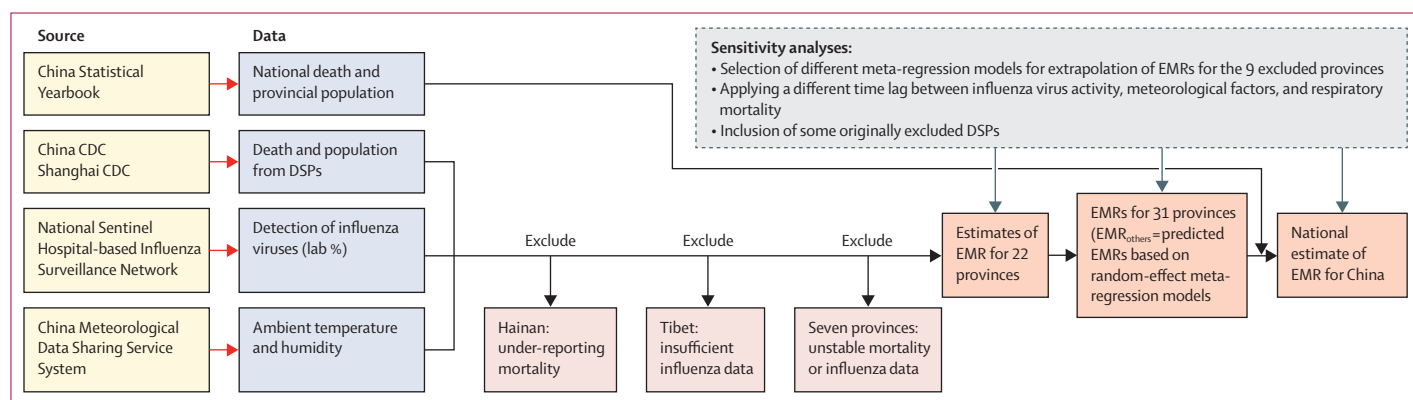 Source
Data
China Statistical
Yearbook
National death and
provincial population
China CDC
Shanghai CDC
Death and population
from DSPs
National Sentinel
Hospital-based Influenza
Surveillance Network
Detection of influenza
viruses (lab %)
China Meteorological
Data Sharing Service
System
Ambient temperature
and humidity
Exclude
Exclude
Exclude
Hainan:
under-reporting
mortality
Tibet:
insufficient
influenza data
Seven provinces:
unstable mortality
or influenza data
Sensitivity analyses:
• Selection of different meta-regression models for extrapolation of EMRs for the 9 excluded provinces
• Applying a different time lag between influenza virus activity, meteorological factors, and respiratory
mortality
• Inclusion of some originally excluded DSPs
Estimates of
EMR for 22
provinces
EMRs for 31 provinces
(EMRothers=predicted
EMRs based on
random-effect meta-
regression models
National
estimate of
EMR for China